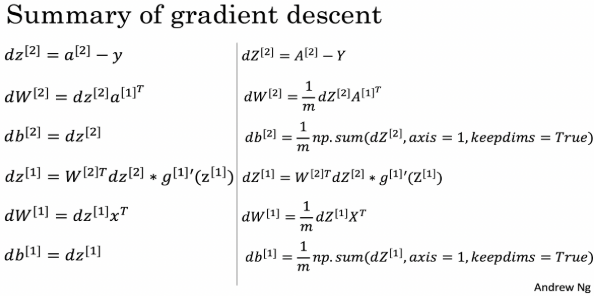 Summary of gradient descent
dz^{[2]} = a^{[2]} − y
dW^{[2]} = dz^{[2]}a^{[1]^T}
db^{[2]} = dz^{[2]}
dz^{[1]} = W^{[2]T}dz^{[2]} * g^{[1]}′(z^{[1]})
dW^{[1]} = dz^{[1]}x^T
db^{[1]} = dz^{[1]}
dZ^{[2]} = A^{[2]} − Y
dW^{[2]} = \frac{1}{m} dZ^{[2]}A^{[1]^T}
db^{[2]} = \frac{1}{m} np.sum(dZ^{[2]}, axis = 1, keepdims = True)
dZ^{[1]} = W^{[2]T}dZ^{[2]} * g^{[1]}′(Z^{[1]})
dW^{[1]} = \frac{1}{m} dZ^{[1]}X^T
db^{[1]} = \frac{1}{m} np.sum(dZ^{[1]}, axis = 1, keepdims = True)
Andrew Ng